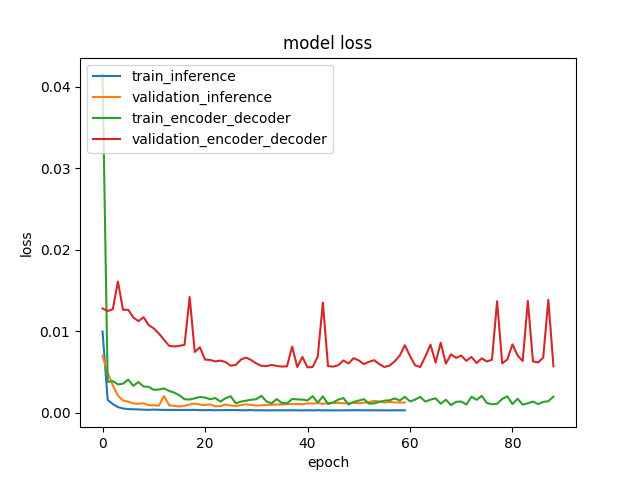 model loss
train_inference
validation_inference
train_encoder_decoder
validation_encoder_decoder
0.04
0.03
0.02
0.01
0.00
loss
0 20 40 60 80
epoch